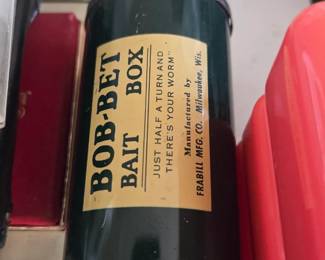 BOB-BET
BAIT BOX
JUST HALF A TURN AND
THERE'S YOUR WORM"
Manufactured by
FRABILL MFG. CO. Milwaukee, Wis.